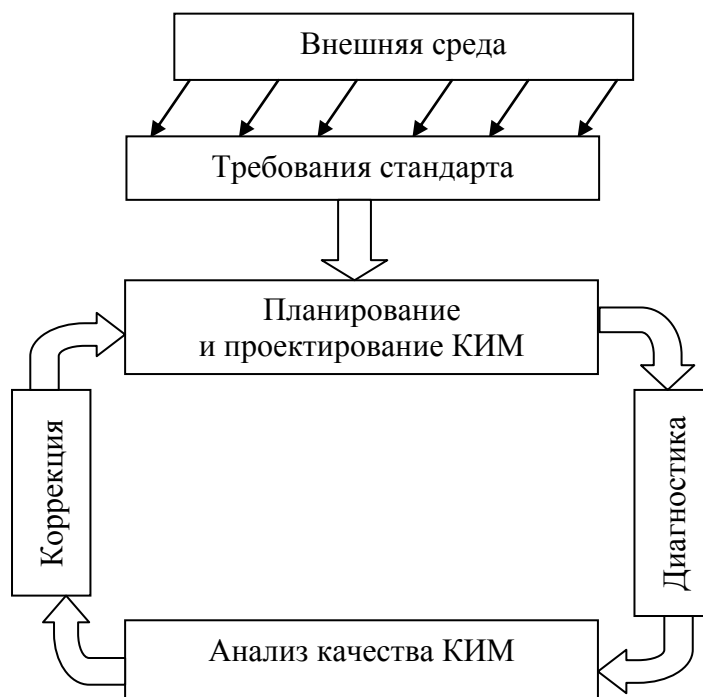 Внешняя среда
Требования стандарта
Планирование
и проектирование КИМ
Коррекция
Диагностика
Анализ качества КИМ